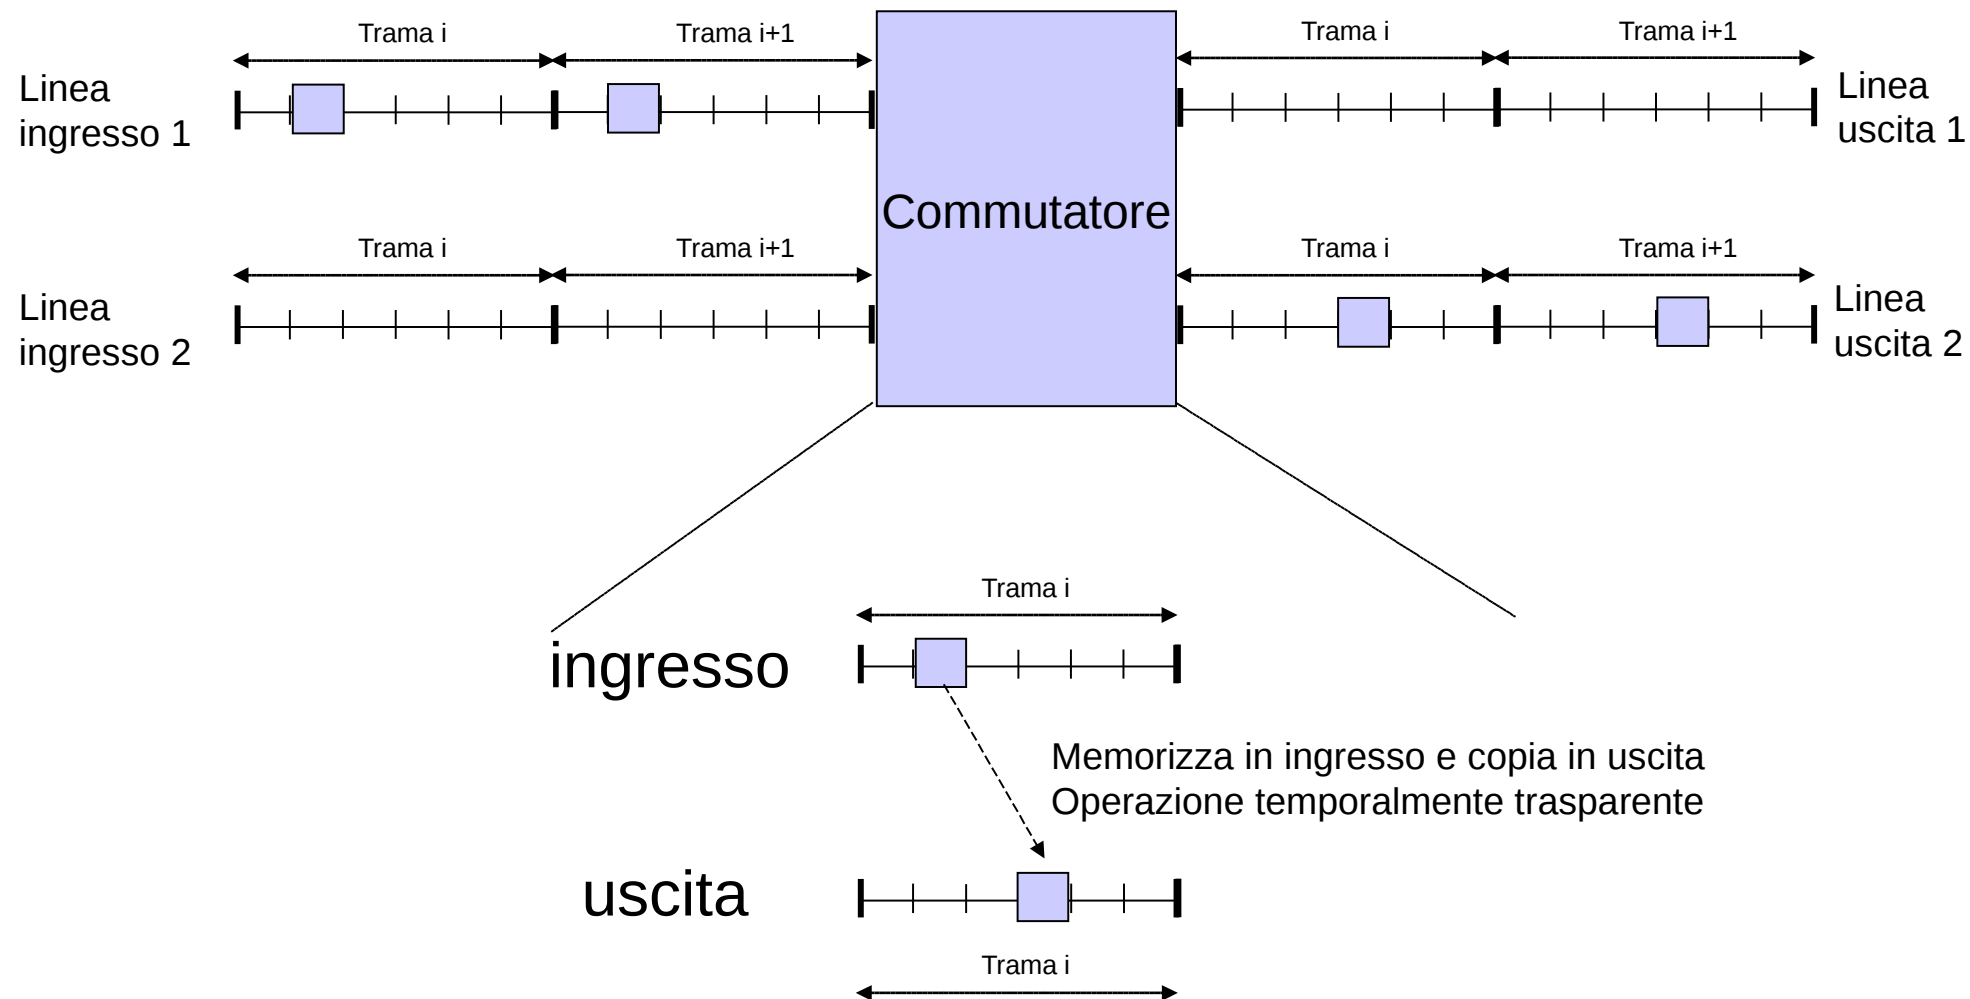 Trama i
Trama i+1
Trama i
Trama i+1
Linea
ingresso 1
Linea
uscita 1
Commutatore
Trama i
Trama i+1
Trama i
Trama i+1
Linea
ingresso 2
Linea
uscita 2
Trama i
ingresso
Memorizza in ingresso e copia in uscita
Operazione temporalmente trasparente
uscita
Trama i